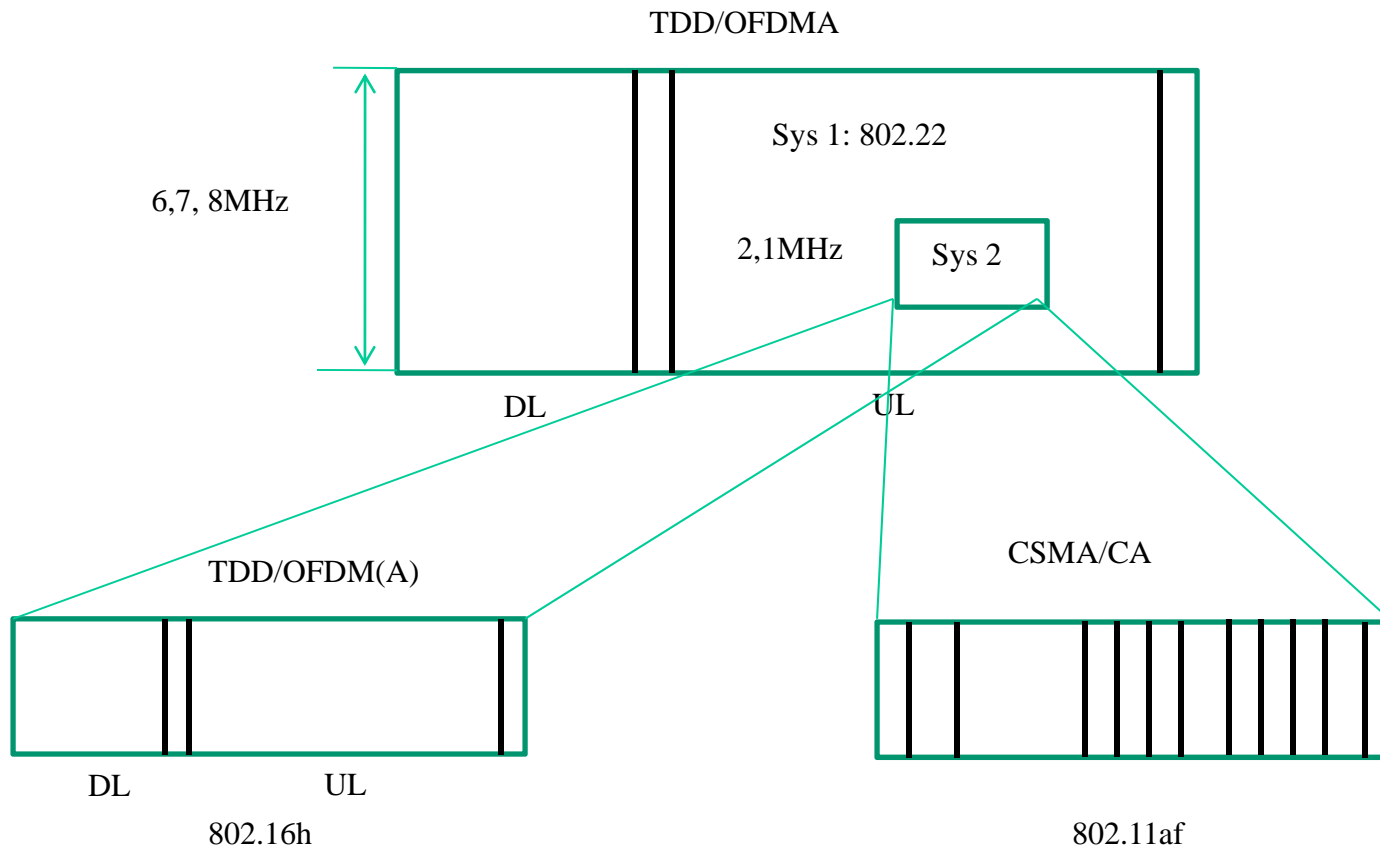 TDD/OFDMA
Sys 1: 802.22
6,7, 8MHz
2,1MHz
Sys 2
DL
UL
TDD/OFDM(A)
CSMA/CA
DL
UL
802.16h
802.11af